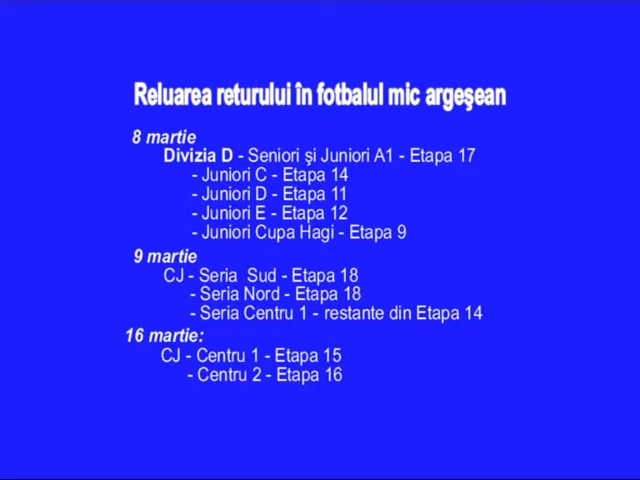 Reluarea returului în fotbalul mic argeşean
8 martie
Divizia D - Seniori şi Juniori A1 - Etapa 17
- Juniori C - Etapa 14
- Juniori D - Etapa 11
- Juniori E - Etapa 12
- Juniori Cupa Hagi - Etapa 9
9 martie
CJ - Seria Sud - Etapa 18
- Seria Nord - Etapa 18
- Seria Centru 1 - restante din Etapa 14
16 martie:
CJ - Centru 1 - Etapa 15
- Centru 2 - Etapa 16